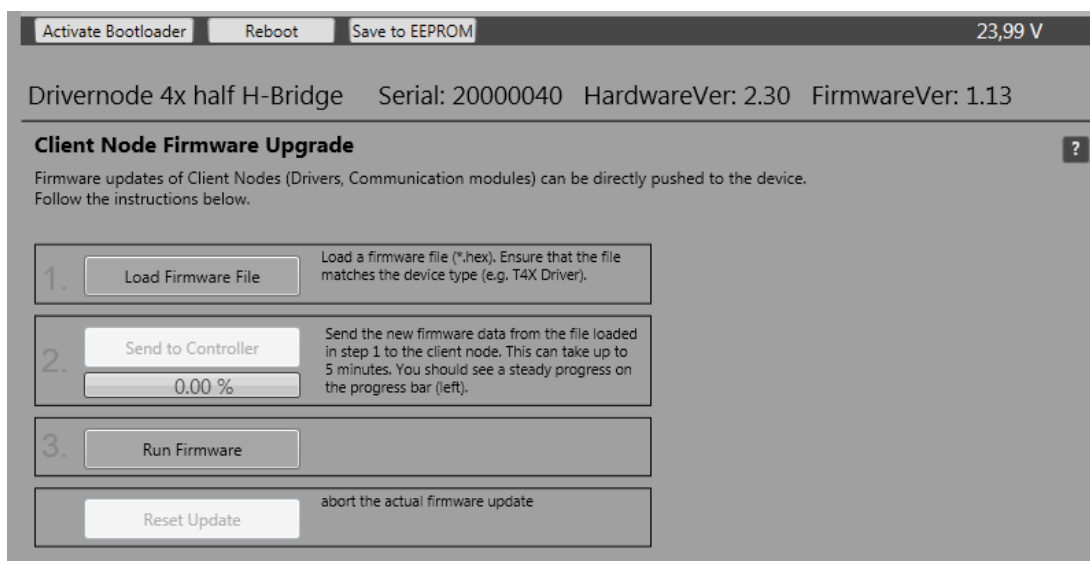 Activate Bootloader Reboot Save to EEPROM 23,99 V
Drivernode 4x half H-Bridge Serial: 20000040 HardwareVer: 2.30 FirmwareVer: 1.13
Client Node Firmware Upgrade
?
Firmware updates of Client Nodes (Drivers, Communication modules) can be directly pushed to the device.
Follow the instructions below.
1.
Load Firmware File
Load a firmware file (*.hex). Ensure that the file
matches the device type (e.g. T4X Driver).
2.
Send to Controller
0.00 %
Send the new firmware data from the file loaded
in step 1 to the client node. This can take up to
5 minutes. You should see a steady progress on
the progress bar (left).
3.
Run Firmware
Reset Update
abort the actual firmware update